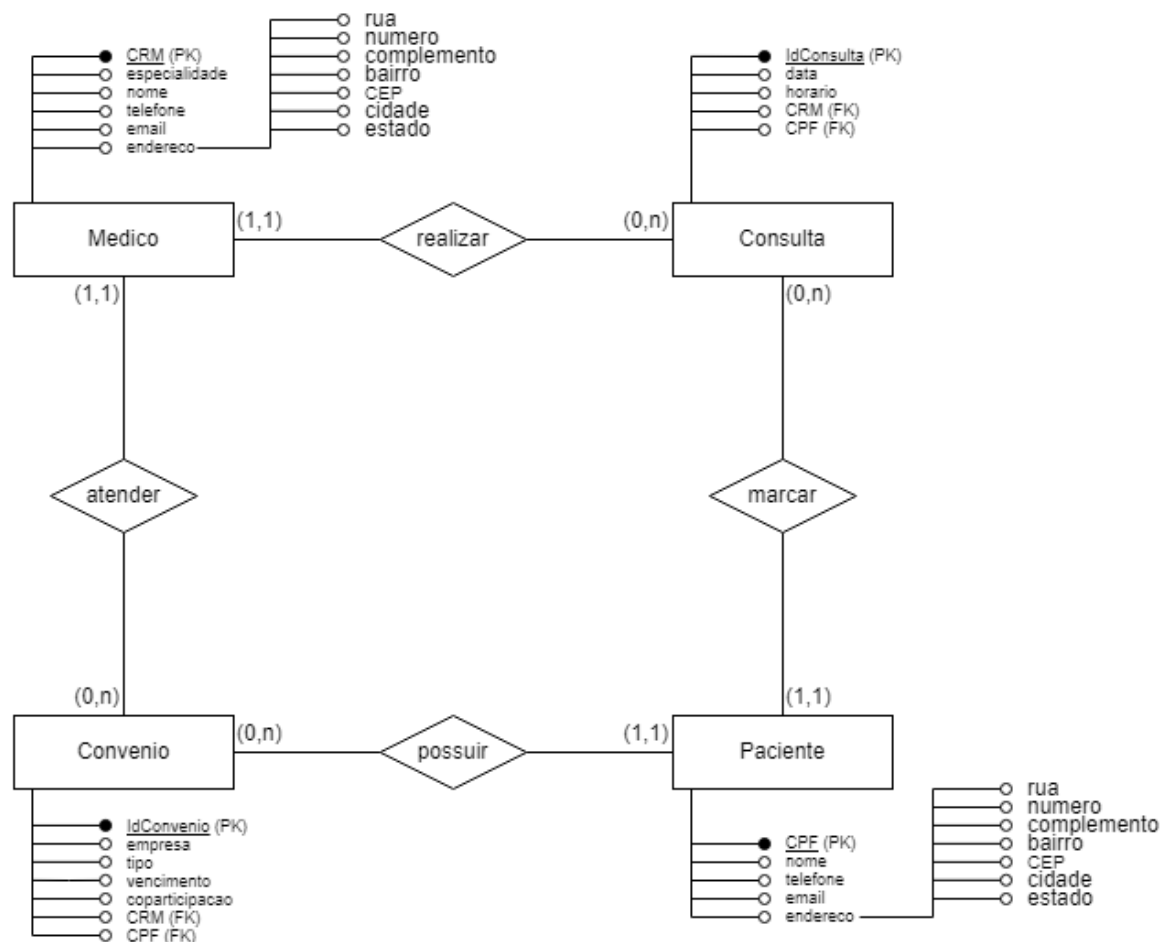 rua
numero
complemento
bairro
CEP
cidade
estado
CRM (PK)
especialidade
nome
telefone
email
endereco
IdConsulta (PK)
data
horario
CRM (FK)
CPF (FK)
Medico
(1,1)
realizar
(0,n)
Consulta
(1,1)
(0,n)
atender
marcar
(0,n)
(1,1)
Convenio
(0,n)
possuir
(1,1)
Paciente
IdConvenio (PK)
empresa
tipo
vencimento
coparticipacao
CRM (FK)
CPF (FK)
CPF (PK)
nome
telefone
email
endereco
rua
numero
complemento
bairro
CEP
cidade
estado